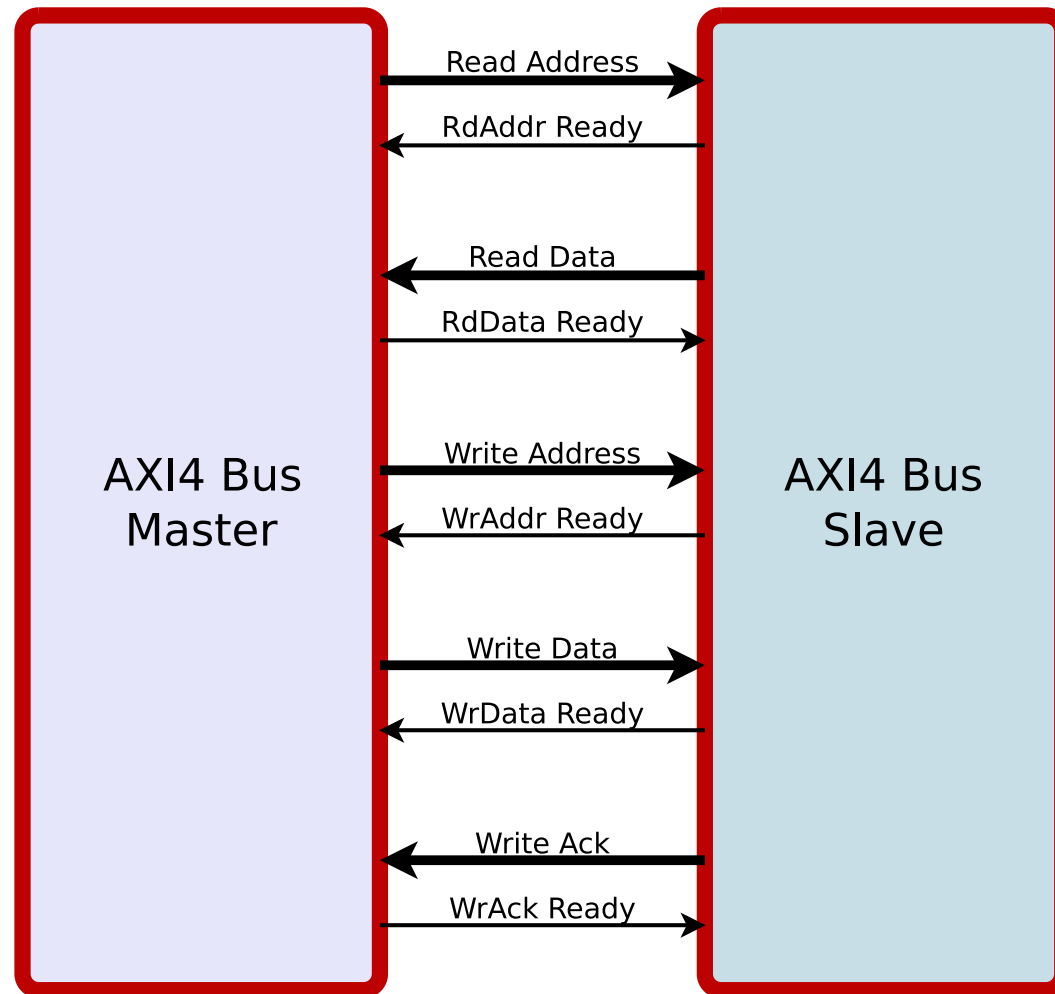 Read Address
RdAddr Ready
Read Data
RdData Ready
Write Address
AXI4 Bus
Master
AXI4 Bus
Slave
WrAddr Ready
Write Data
WrData Ready
Write Ack
WrAck Ready